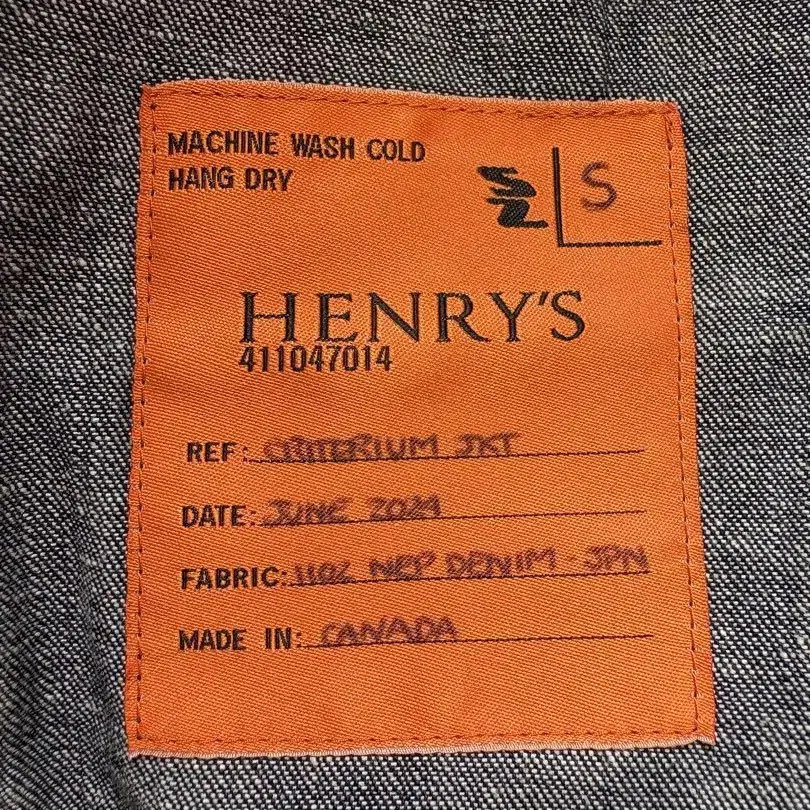 MACHINE WASH COLD
HANG DRY
S
HENRY'S
411047014
REF: CRITERIUM JKT
DATE: JUNE 2024
FABRIC: 11OZ NEP DENIM - JPN
MADE IN: CANADA